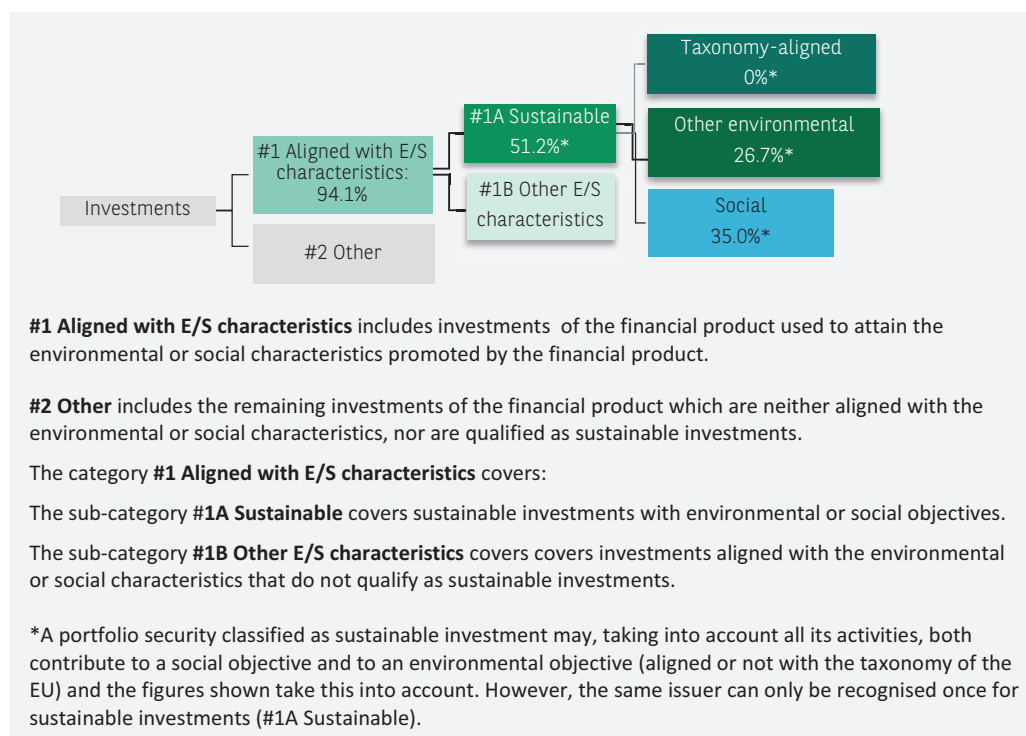 Taxonomy-aligned
0%*
#1A Sustainable
51.2%*
Other environmental
26.7%*
#1 Aligned with E/S
characteristics:
94.1%
#1B Other E/S
characteristics
Investments
Social
35.0%*
#2 Other
#1 Aligned with E/S characteristics includes investments of the financial product used to attain the
environmental or social characteristics promoted by the financial product.
#2 Other includes the remaining investments of the financial product which are neither aligned with the
environmental or social characteristics, nor are qualified as sustainable investments.
The category #1 Aligned with E/S characteristics covers:
The sub-category #1A Sustainable covers sustainable investments with environmental or social objectives.
The sub-category #1B Other E/S characteristics covers covers investments aligned with the environmental
or social characteristics that do not qualify as sustainable investments.
*A portfolio security classified as sustainable investment may, taking into account all its activities, both
contribute to a social objective and to an environmental objective (aligned or not with the taxonomy of the
EU) and the figures shown take this into account. However, the same issuer can only be recognised once for
sustainable investments (#1A Sustainable).